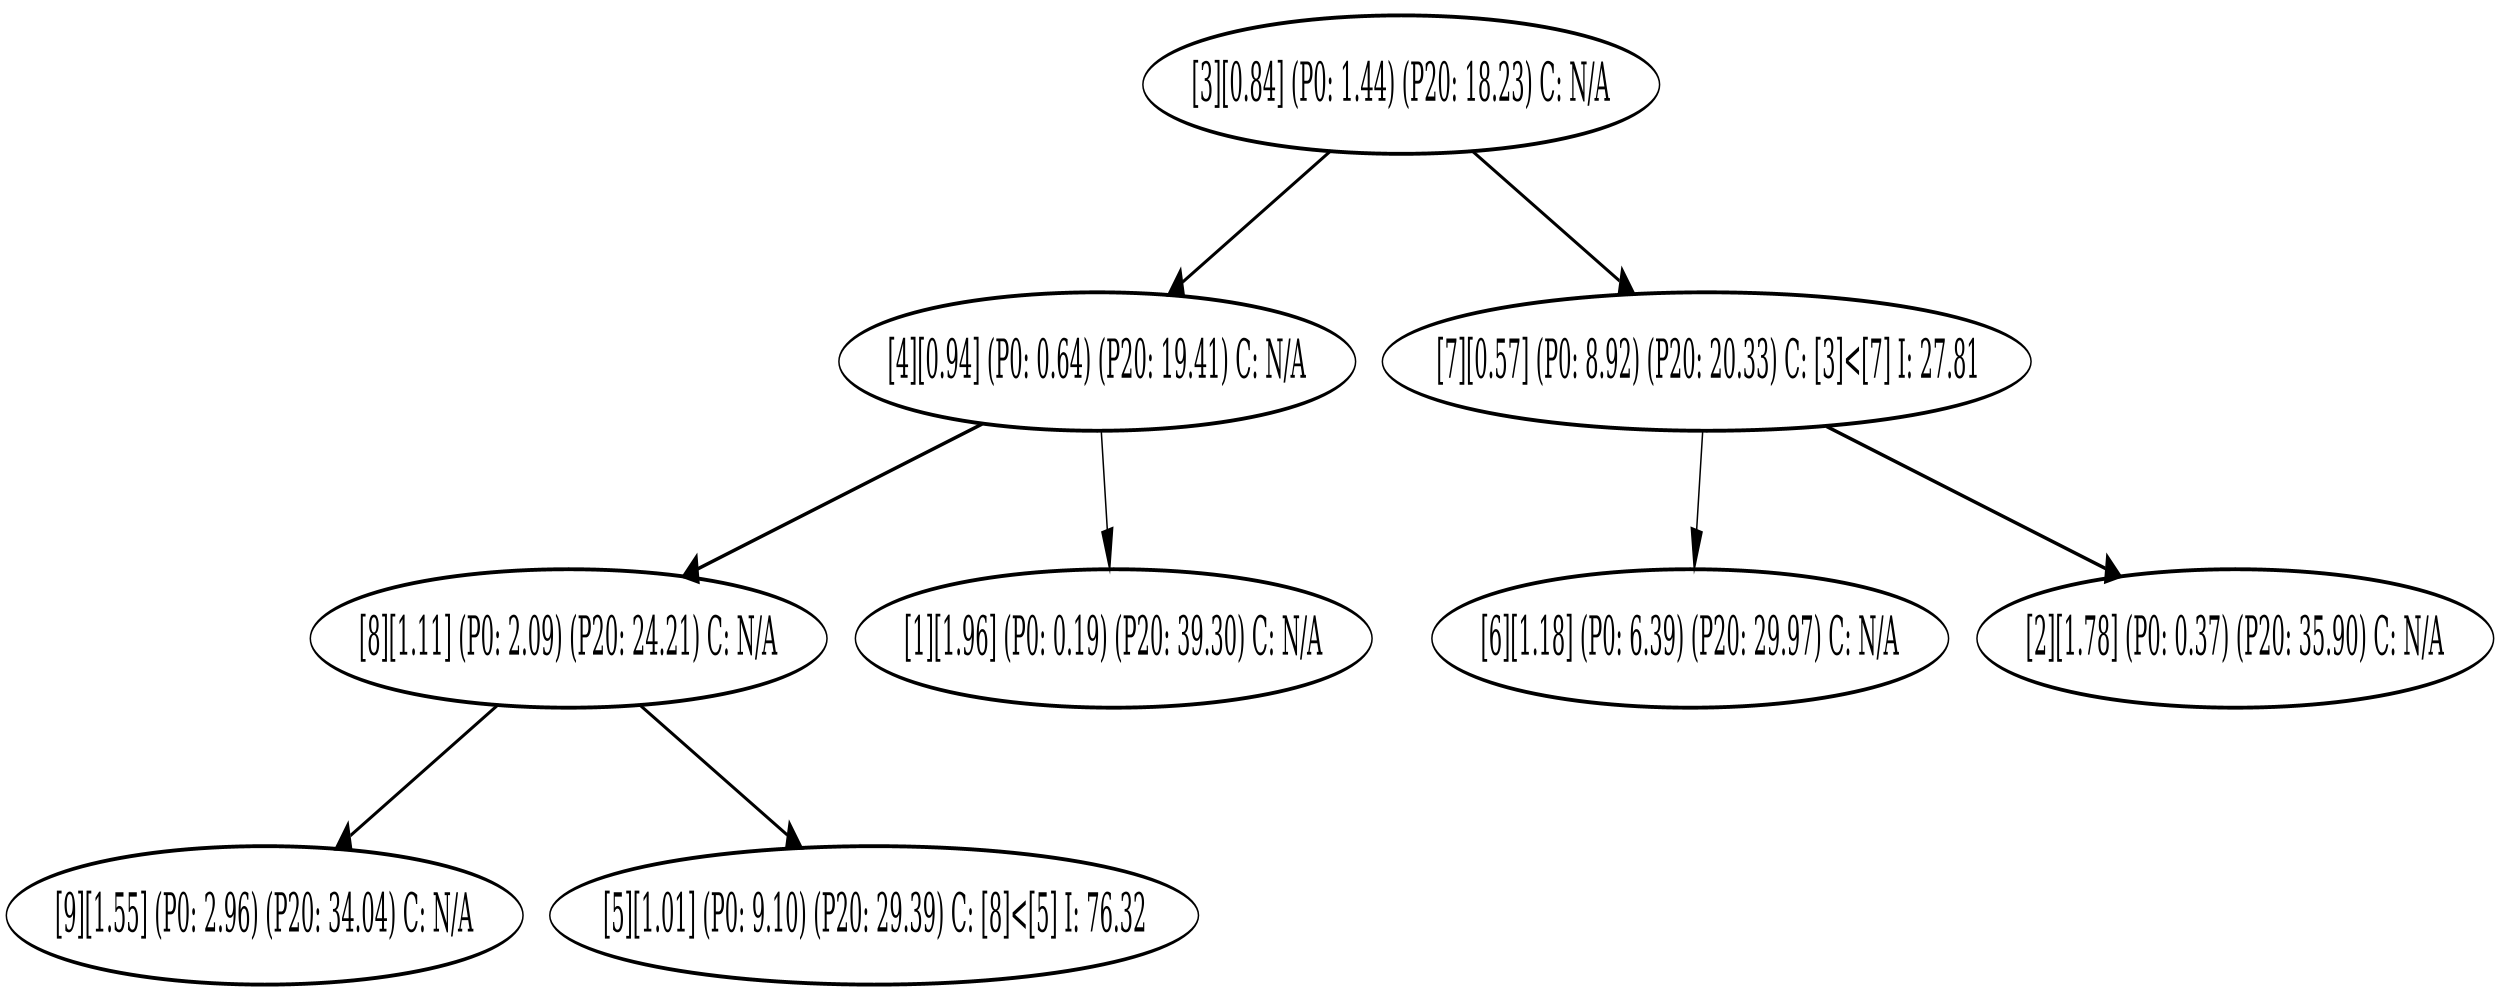 [3][0.84] (P0: 1.44) (P20: 18.23) C: N/A
[4][0.94] (P0: 0.64) (P20: 19.41) C: N/A
[7][0.57] (P0: 8.92) (P20: 20.33) C: [3]<[7] I: 27.81
[8][1.11] (P0: 2.09) (P20: 24.21) C: N/A
[1][1.96] (P0: 0.19) (P20: 39.30) C: N/A
[6][1.18] (P0: 6.39) (P20: 29.97) C: N/A
[2][1.78] (P0: 0.37) (P20: 35.90) C: N/A
[9][1.55] (P0: 2.96) (P20: 34.04) C: N/A
[5][1.01] (P0: 9.10) (P20: 29.39) C: [8]<[5] I: 76.32